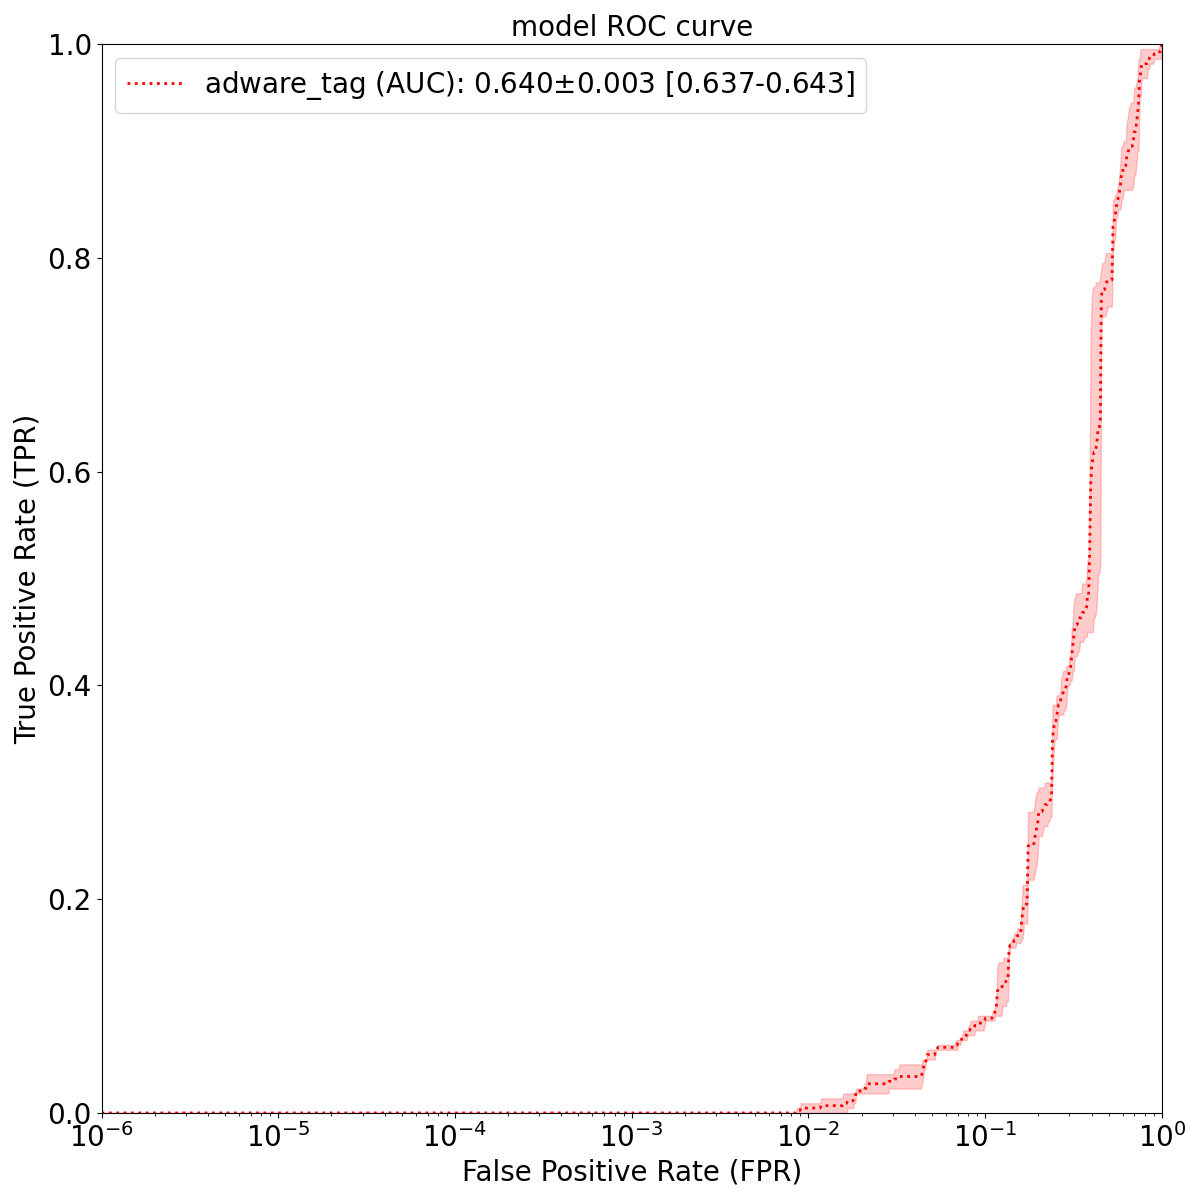 model ROC curve
adware_tag (AUC): 0.640±0.003 [0.637-0.643]
True Positive Rate (TPR)
1.0
0.8
0.6
0.4
0.2
0.0
10⁻⁶ 10⁻⁵ 10⁻⁴ 10⁻³ 10⁻² 10⁻¹ 10⁰
False Positive Rate (FPR)